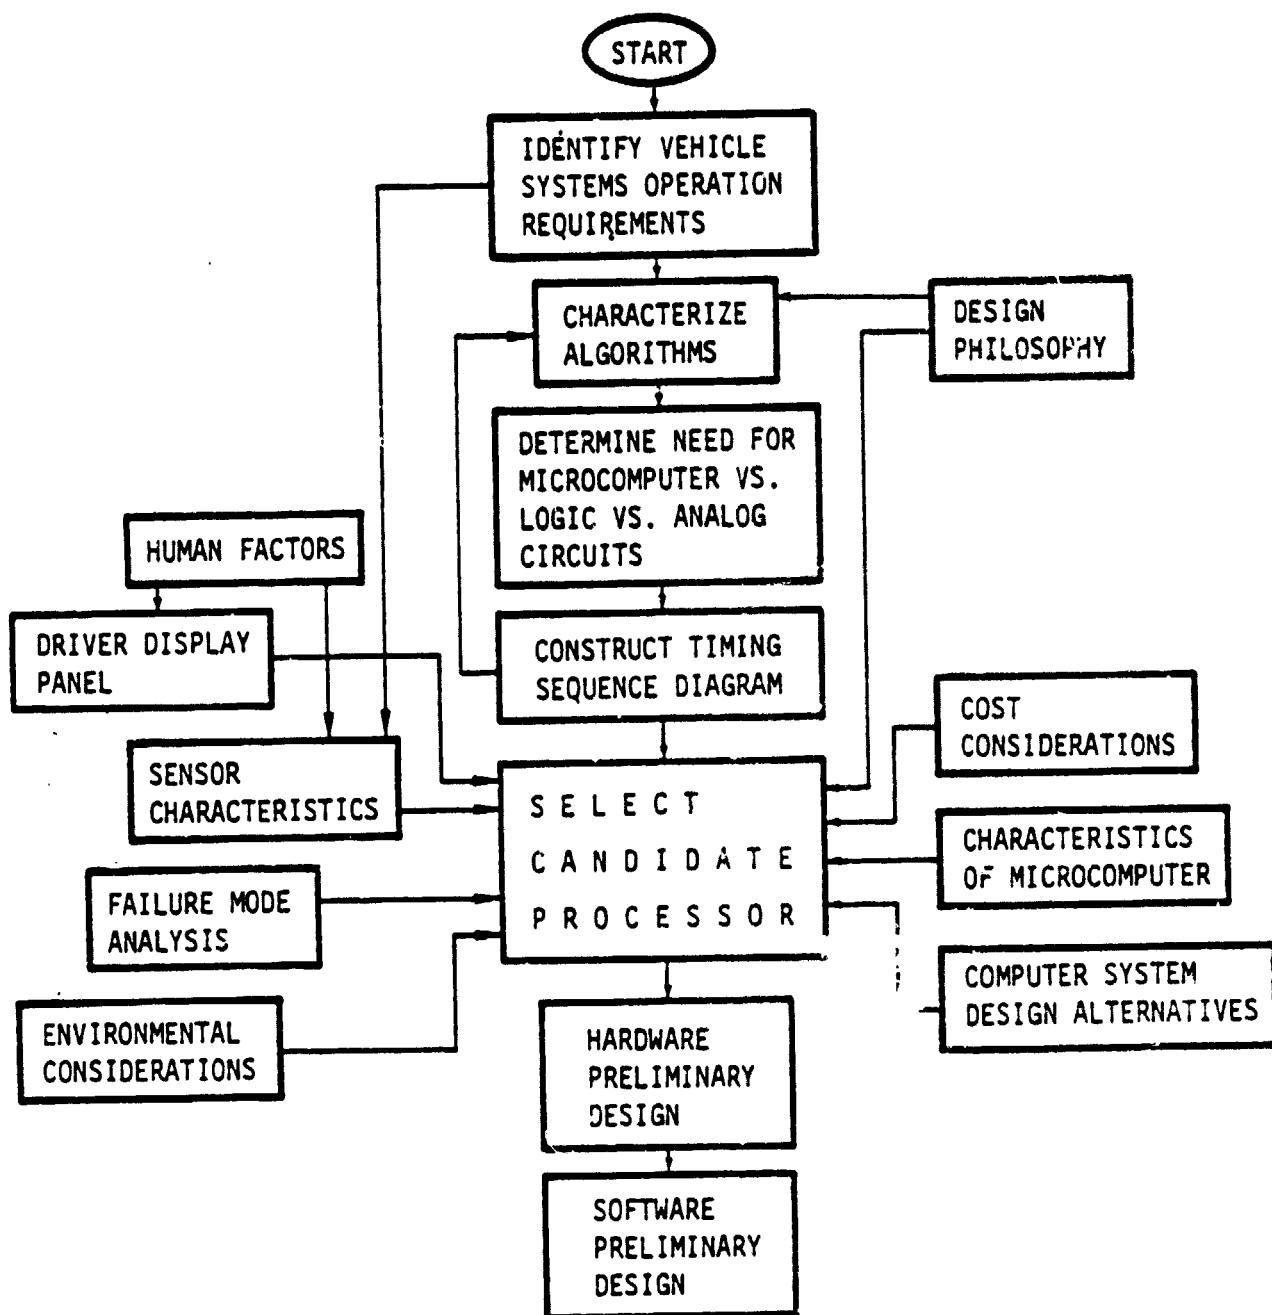 START
IDENTIFY VEHICLE
SYSTEMS OPERATION
REQUIREMENTS
CHARACTERIZE
ALGORITHMS
DESIGN
PHILOSOPHY
DETERMINE NEED FOR
MICROCOMPUTER VS.
LOGIC VS. ANALOG
CIRCUITS
HUMAN FACTORS
DRIVER DISPLAY
PANEL
CONSTRUCT TIMING
SEQUENCE DIAGRAM
COST
CONSIDERATIONS
SENSOR
CHARACTERISTICS
SELECT
CANDIDATE
PROCESSOR
CHARACTERISTICS
OF MICROCOMPUTER
FAILURE MODE
ANALYSIS
COMPUTER SYSTEM
DESIGN ALTERNATIVES
ENVIRONMENTAL
CONSIDERATIONS
HARDWARE
PRELIMINARY
DESIGN
SOFTWARE
PRELIMINARY
DESIGN